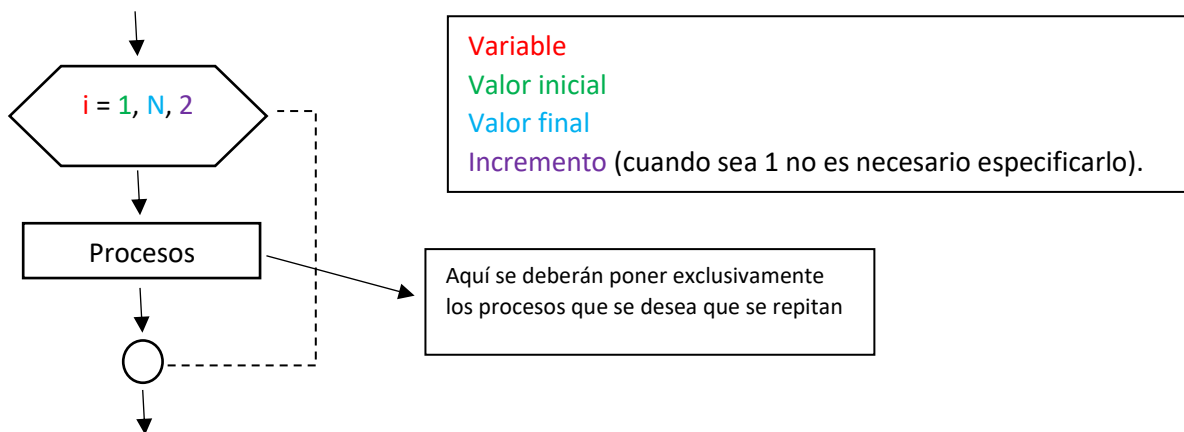 i = 1, N, 2
Variable
Valor inicial
Valor final
Incremento (cuando sea 1 no es necesario especificarlo).
Procesos
Aquí se deberán poner exclusivamente
los procesos que se desea que se repitan